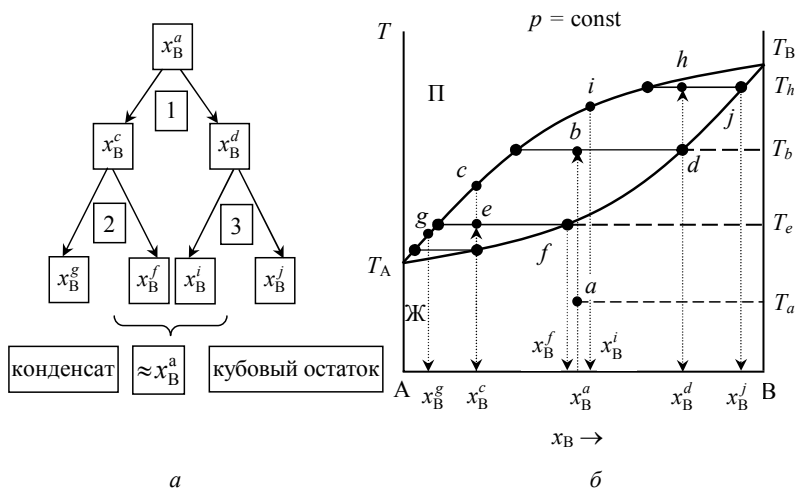 x_B^a
1
x_B^c
x_B^d
2
3
x_B^g
x_B^f
x_B^i
x_B^j
конденсат
≈x_B^a
кубовый остаток
а
T
p = const
T_B
П
h
T_h
i
j
b
T_b
c
d
g
e
T_e
f
T_A
a
T_a
Ж
x_B^f
x_B^i
A
B
x_B^g
x_B^c
x_B^a
x_B^d
x_B^j
x_B →
б